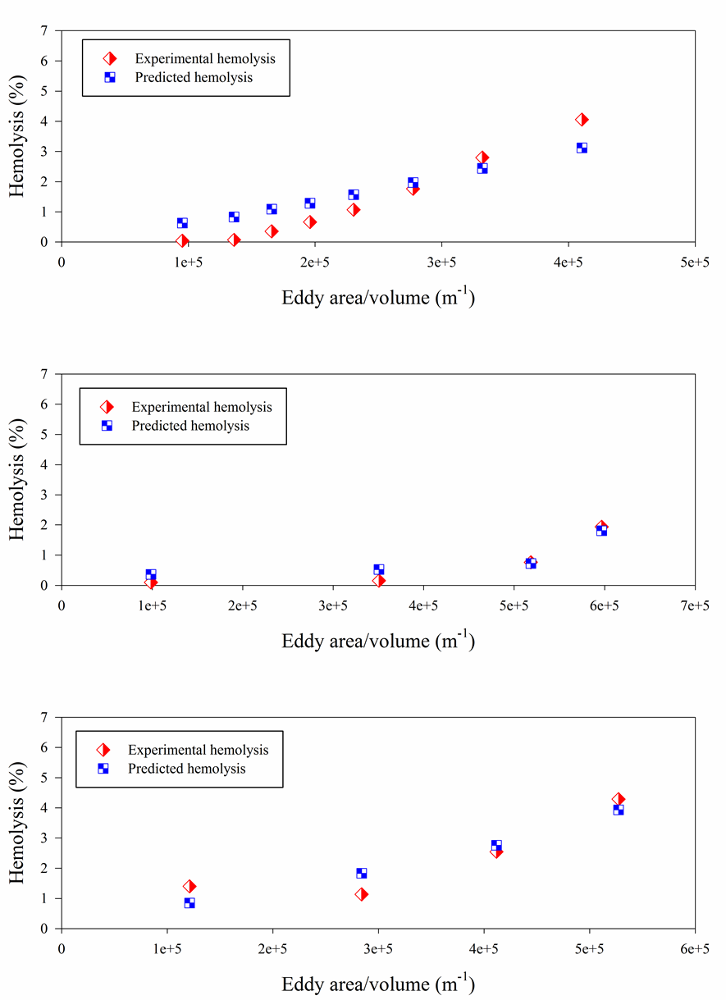 7
6
5
4
3
2
1
0
Hemolysis (%)
Experimental hemolysis
Predicted hemolysis
0 1e+5 2e+5 3e+5 4e+5 5e+5
Eddy area/volume (m⁻¹)
7
6
5
4
3
2
1
0
Hemolysis (%)
Experimental hemolysis
Predicted hemolysis
0 1e+5 2e+5 3e+5 4e+5 5e+5 6e+5 7e+5
Eddy area/volume (m⁻¹)
7
6
5
4
3
2
1
0
Hemolysis (%)
Experimental hemolysis
Predicted hemolysis
0 1e+5 2e+5 3e+5 4e+5 5e+5 6e+5
Eddy area/volume (m⁻¹)